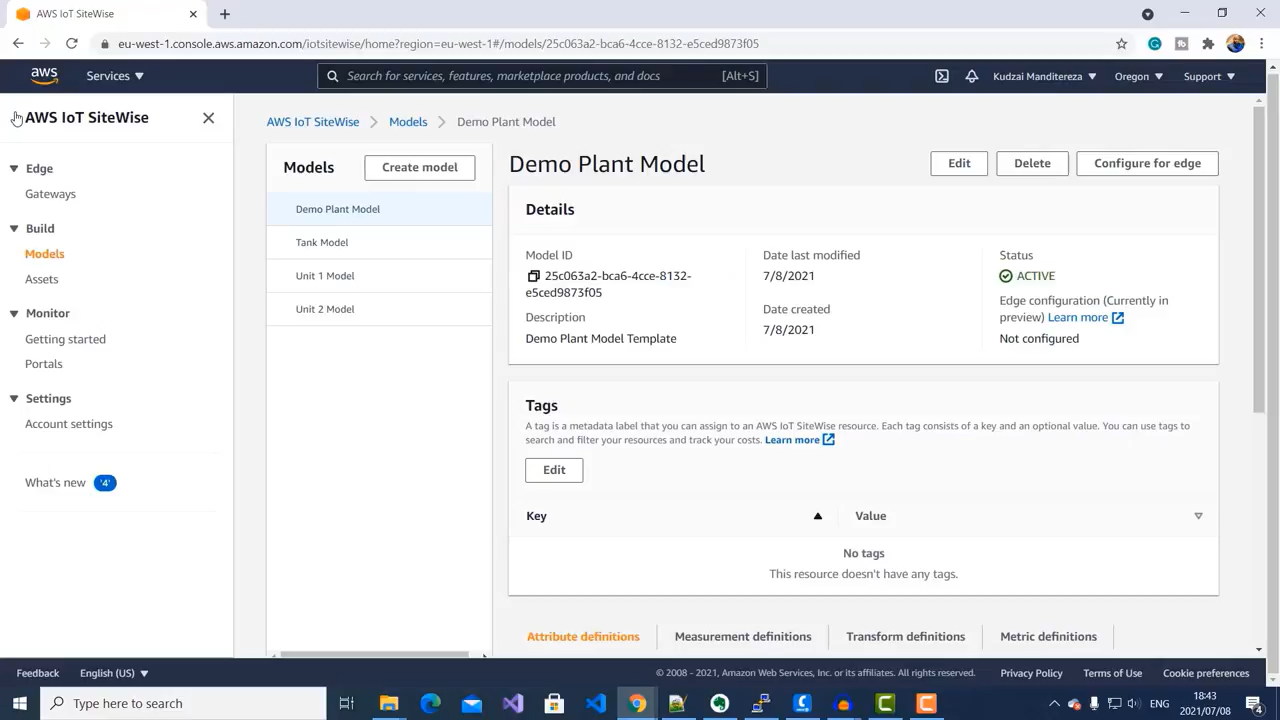 AWS IoT SiteWise
eu-west-1.console.aws.amazon.com/iotsitewise/home?region=eu-west-1#/models/25c063a2-bca6-4cce-8132-e5ced9873f05
aws Services Search for services, features, marketplace products, and docs [Alt+S] Kudzai Manditereza Oregon Support
AWS IoT SiteWise
Edge
Gateways
Build
Models
Assets
Monitor
Getting started
Portals
Settings
Account settings
What's new '4'
AWS IoT SiteWise Models Demo Plant Model
Models Create model
Demo Plant Model
Tank Model
Unit 1 Model
Unit 2 Model
Demo Plant Model Edit Delete Configure for edge
Details
Model ID
25c063a2-bca6-4cce-8132-
e5ced9873f05
Description
Demo Plant Model Template
Date last modified
7/8/2021
Date created
7/8/2021
Status
ACTIVE
Edge configuration (Currently in
preview) Learn more
Not configured
Tags
A tag is a metadata label that you can assign to an AWS IoT SiteWise resource. Each tag consists of a key and an optional value. You can use tags to
search and filter your resources and track your costs. Learn more
Edit
Key Value
No tags
This resource doesn't have any tags.
Attribute definitions Measurement definitions Transform definitions Metric definitions
Feedback English (US) © 2008 - 2021, Amazon Web Services, Inc. or its affiliates. All rights reserved. Privacy Policy Terms of Use Cookie preferences
Type here to search ENG 18:43
2021/07/08 4